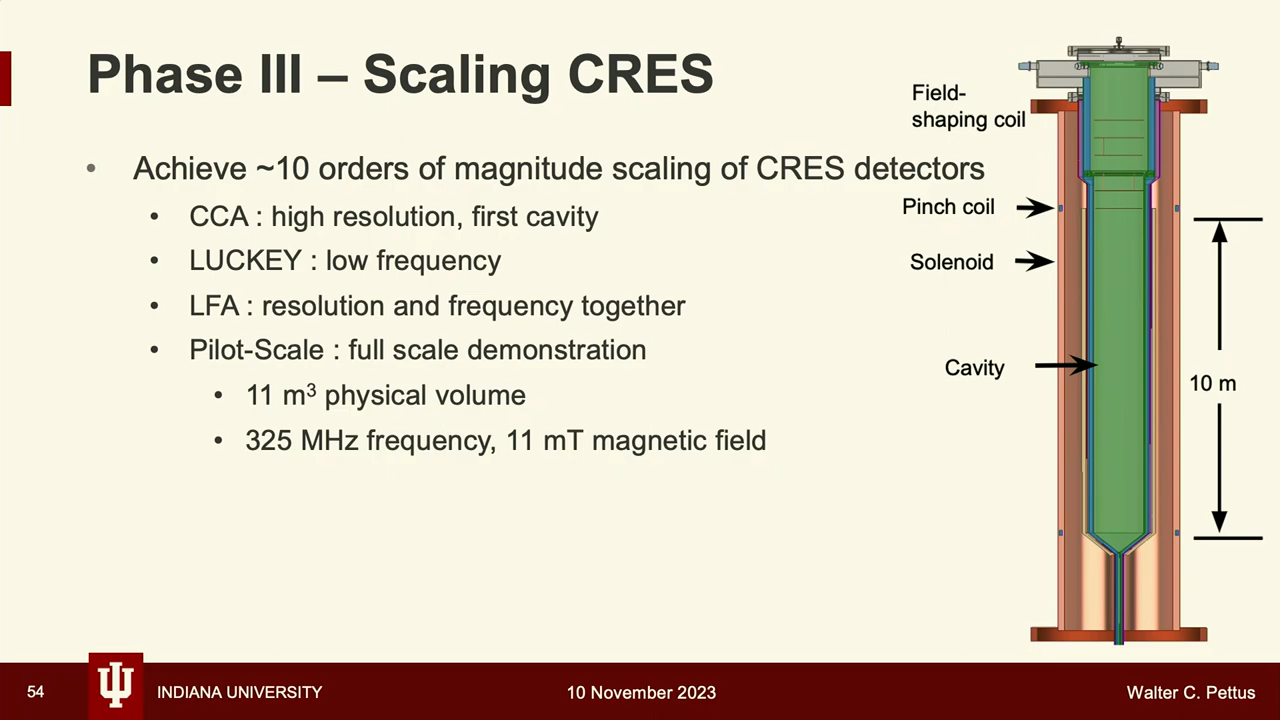 Phase III – Scaling CRES
• Achieve ~10 orders of magnitude scaling of CRES detectors
• CCA : high resolution, first cavity
• LUCKEY : low frequency
• LFA : resolution and frequency together
• Pilot-Scale : full scale demonstration
• 11 m³ physical volume
• 325 MHz frequency, 11 mT magnetic field
Field-
shaping coil
Pinch coil
Solenoid
Cavity
10 m
54
INDIANA UNIVERSITY
10 November 2023
Walter C. Pettus